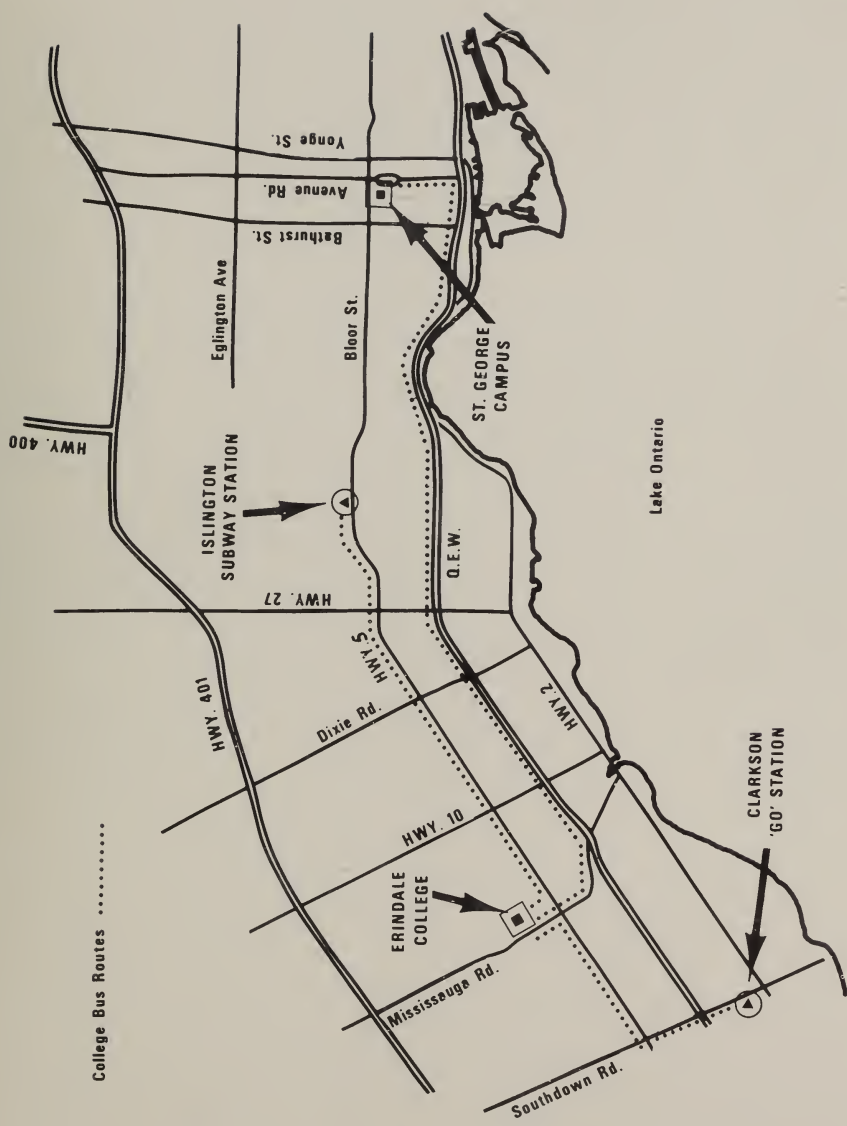 College Bus Routes ..........
HWY. 401
HWY. 400
Eglington Ave
Bloor St.
Bathurst St.
Avenue Rd.
Yonge St.
ISLINGTON
SUBWAY STATION
HWY. 27
HWY 5
Dixie Rd.
HWY. 10
Q.E.W.
HWY. 2
ST. GEORGE
CAMPUS
Lake Ontario
ERINDALE
COLLEGE
Mississauga Rd.
Southdown Rd.
CLARKSON
'GO' STATION